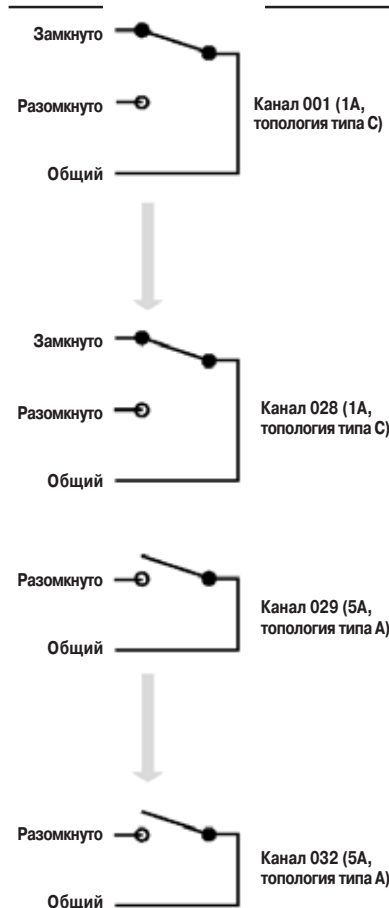 Замкнуто
Разомкнуто
Канал 001 (1А,
топология типа С)
Общий
Замкнуто
Разомкнуто
Канал 028 (1А,
топология типа С)
Общий
Разомкнуто
Канал 029 (5А,
топология типа А)
Общий
Разомкнуто
Канал 032 (5А,
топология типа А)
Общий